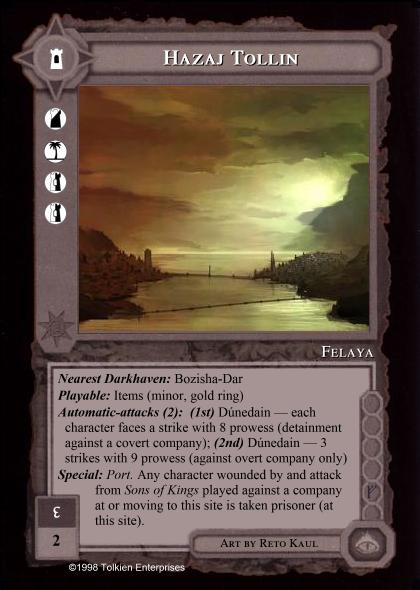 HAZAJ TOLLIN
FELAYA
Nearest Darkhaven: Bozisha-Dar
Playable: Items (minor, gold ring)
Automatic-attacks (2): (1st) Dúnedain — each
character faces a strike with 8 prowess (detainment
against a covert company); (2nd) Dúnedain — 3
strikes with 9 prowess (against overt company only)
Special: Port. Any character wounded by and attack
from Sons of Kings played against a company
at or moving to this site is taken prisoner (at
this site).
2
ART BY RETO KAUL
©1998 Tolkien Enterprises